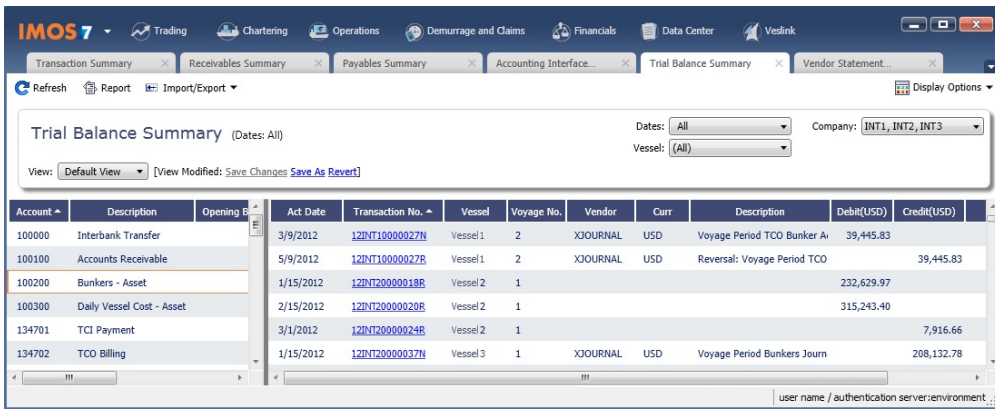 IMOS 7 Trading Chartering Operations Demurrage and Claims Financials Data Center Veslink
Transaction Summary Receivables Summary Payables Summary Accounting Interface... Trial Balance Summary Vendor Statement...
Refresh Report Import/Export Display Options
Trial Balance Summary (Dates: All) Dates: All Company: INT1, INT2, INT3
Vessel: (All)
View: Default View [View Modified: Save Changes Save As Revert]
Account Description Opening B Act Date Transaction No. Vessel Voyage No. Vendor Curr Description Debit(USD) Credit(USD)
100000 Interbank Transfer 3/9/2012 12INT10000027N Vessel1 2 XJOURNAL USD Voyage Period TCO Bunker A 39,445.83
100100 Accounts Receivable 5/9/2012 12INT10000027R Vessel1 2 XJOURNAL USD Reversal: Voyage Period TCO 39,445.83
100200 Bunkers - Asset 1/15/2012 12INT20000018R Vessel 2 1 232,629.97
100300 Daily Vessel Cost - Asset 2/15/2012 12INT20000020R Vessel 2 1 315,243.40
134701 TCI Payment 3/1/2012 12INT20000024R Vessel 2 1 7,916.66
134702 TCO Billing 1/15/2012 12INT20000037N Vessel 3 1 XJOURNAL USD Voyage Period Bunkers Journ 208,132.78
user name / authentication server:environment